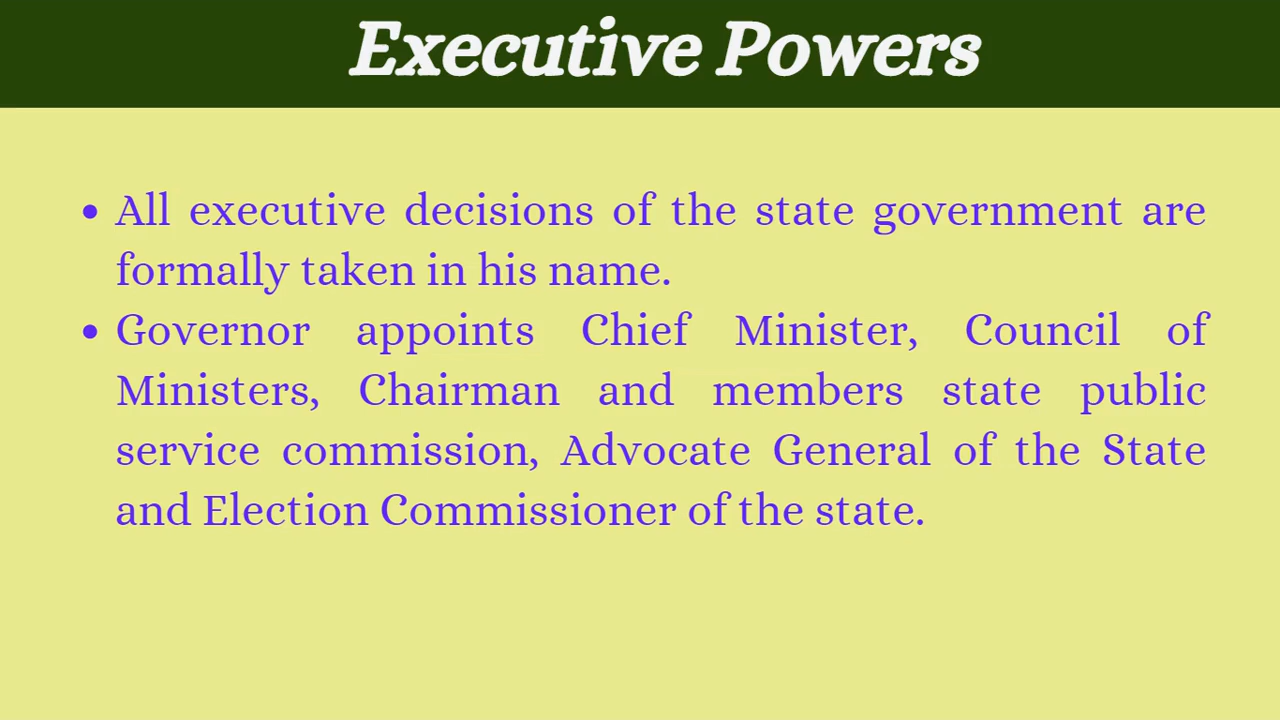 Executive Powers
• All executive decisions of the state government are
formally taken in his name.
• Governor appoints Chief Minister, Council of
Ministers, Chairman and members state public
service commission, Advocate General of the State
and Election Commissioner of the state.